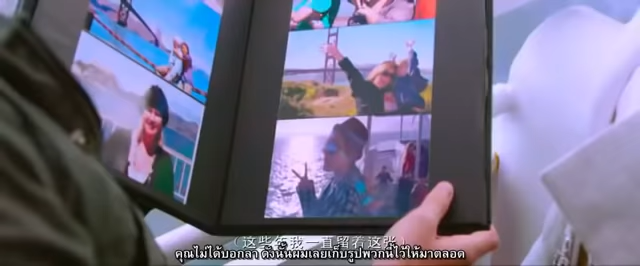 (这些年我一直留着这张)
คุณไม่ได้บอกลา ดังนั้นผมเลยเก็บรูปพวกนี้ไว้ให้มาตลอด